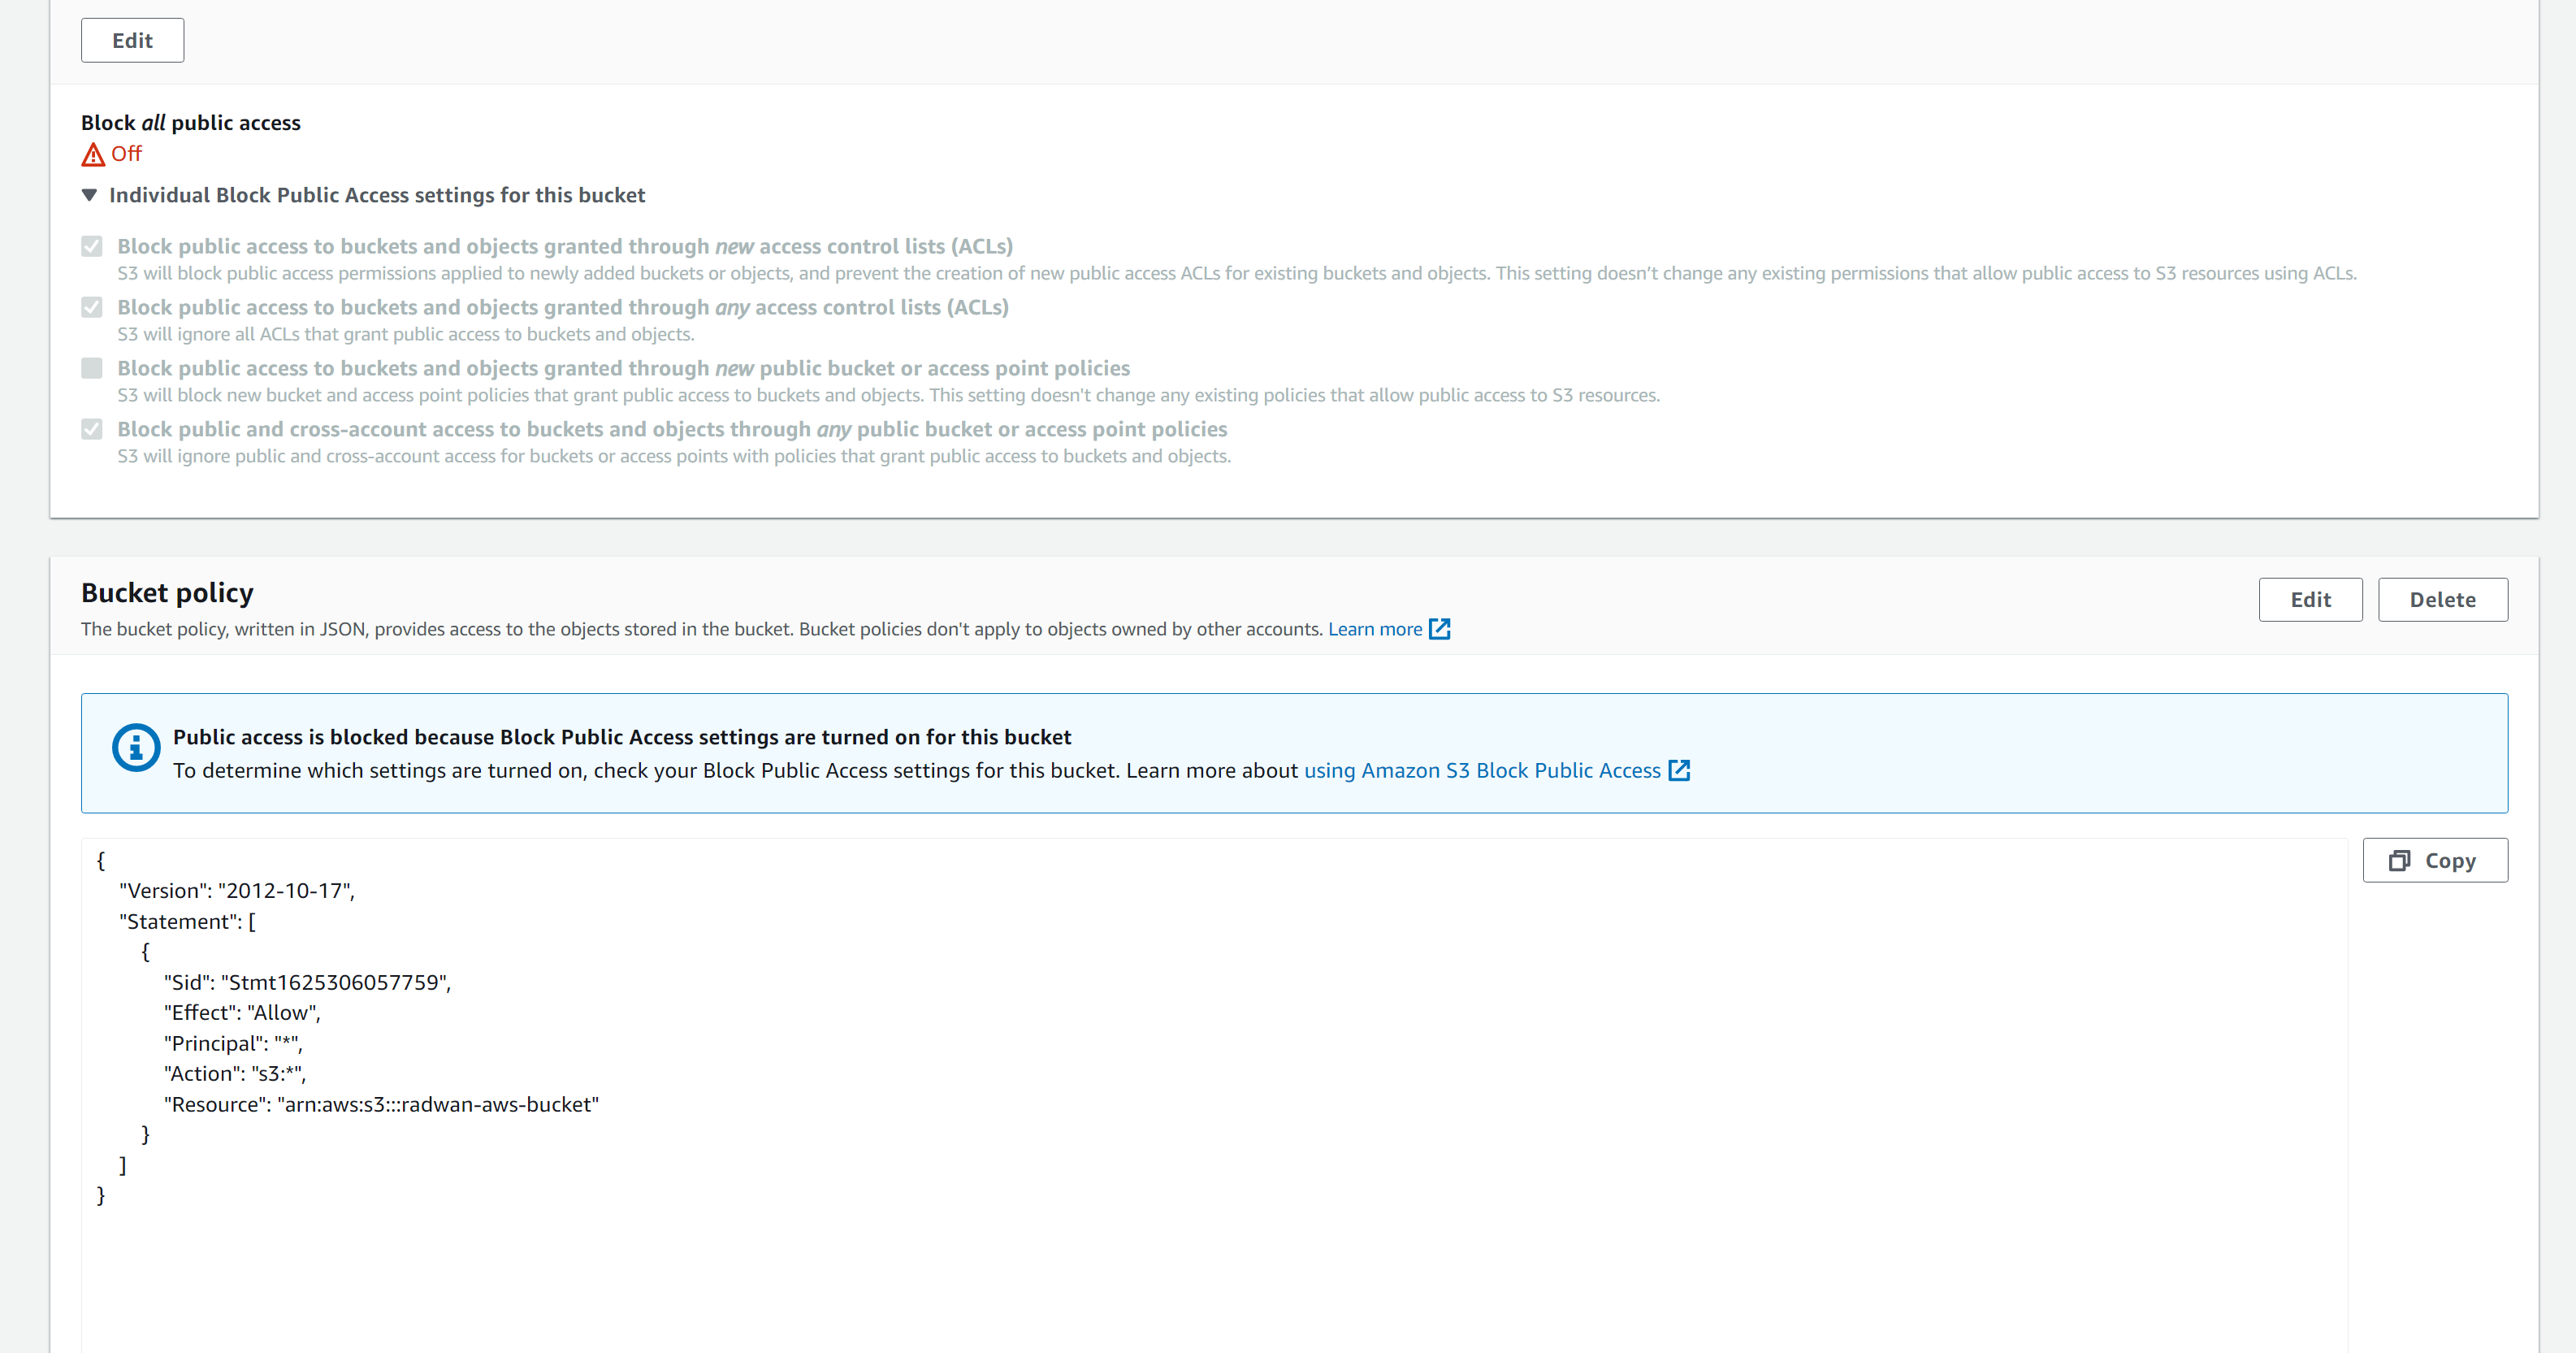 Edit
Block all public access
Off
Individual Block Public Access settings for this bucket
Block public access to buckets and objects granted through new access control lists (ACLs)
S3 will block public access permissions applied to newly added buckets or objects, and prevent the creation of new public access ACLs for existing buckets and objects. This setting doesn’t change any existing permissions that allow public access to S3 resources using ACLs.
Block public access to buckets and objects granted through any access control lists (ACLs)
S3 will ignore all ACLs that grant public access to buckets and objects.
Block public access to buckets and objects granted through new public bucket or access point policies
S3 will block new bucket and access point policies that grant public access to buckets and objects. This setting doesn't change any existing policies that allow public access to S3 resources.
Block public and cross-account access to buckets and objects through any public bucket or access point policies
S3 will ignore public and cross-account access for buckets or access points with policies that grant public access to buckets and objects.
Bucket policy
Edit
Delete
The bucket policy, written in JSON, provides access to the objects stored in the bucket. Bucket policies don't apply to objects owned by other accounts. Learn more
Public access is blocked because Block Public Access settings are turned on for this bucket
To determine which settings are turned on, check your Block Public Access settings for this bucket. Learn more about using Amazon S3 Block Public Access
Copy
{
"Version": "2012-10-17",
"Statement": [
{
"Sid": "Stmt1625306057759",
"Effect": "Allow",
"Principal": "*",
"Action": "s3:*",
"Resource": "arn:aws:s3:::radwan-aws-bucket"
}
]
}